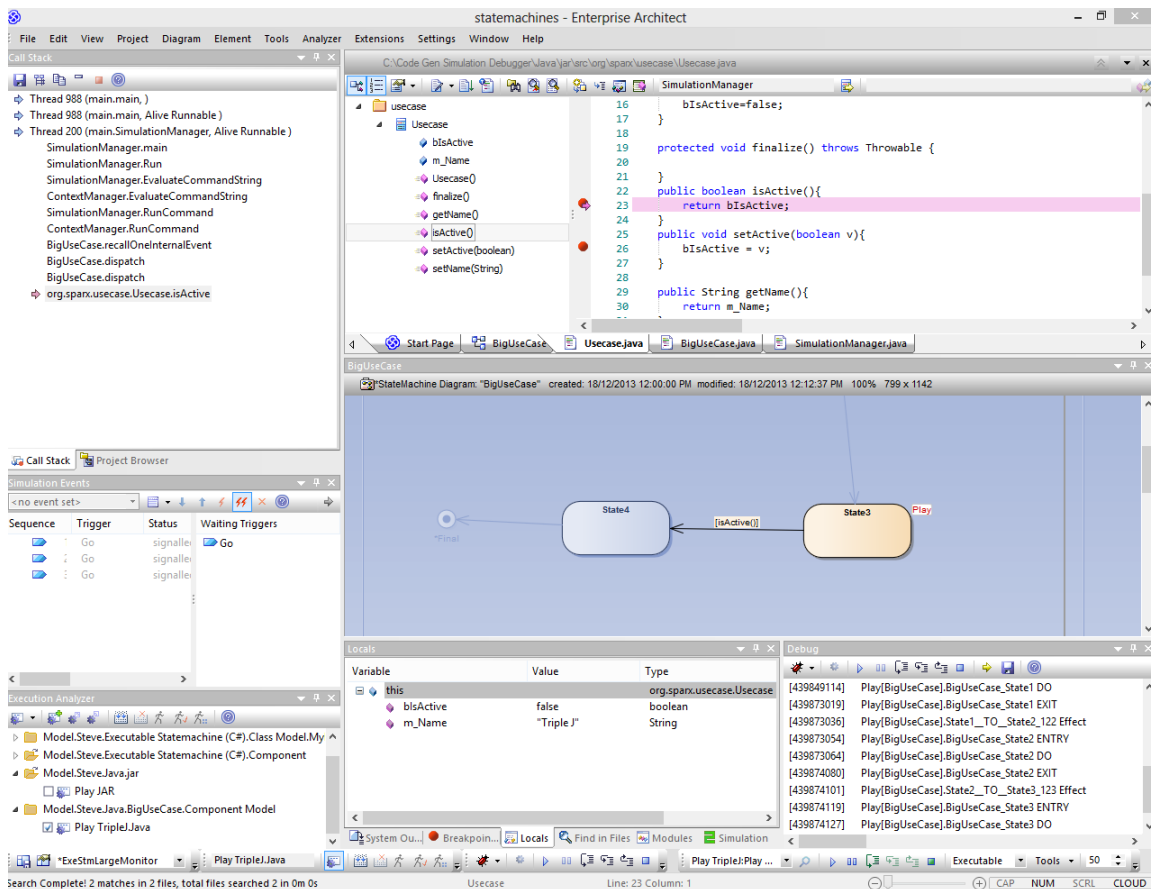 statemachines - Enterprise Architect
File Edit View Project Diagram Element Tools Analyzer Extensions Settings Window Help
Call Stack
Thread 988 (main.main, )
Thread 988 (main.main, Alive Runnable )
Thread 200 (main.SimulationManager, Alive Runnable )
SimulationManager.main
SimulationManager.Run
SimulationManager.EvaluateCommandString
ContextManager.EvaluateCommandString
SimulationManager.RunCommand
ContextManager.RunCommand
BigUseCase.recallOneInternalEvent
BigUseCase.dispatch
BigUseCase.dispatch
org.sparx.usecase.Usecase.isActive
Call Stack Project Browser
C:\Code Gen Simulation Debugger\Java\jar\src\org\sparx\usecase\Usecase.java
SimulationManager
usecase
Usecase
bIsActive
m_Name
Usecase()
finalize()
getName()
isActive()
setActive(boolean)
setName(String)
16 bIsActive=false;
17 }
18
19 protected void finalize() throws Throwable {
20
21 }
22 public boolean isActive(){
23 return bIsActive;
24 }
25 public void setActive(boolean v){
26 bIsActive = v;
27 }
28
29 public String getName(){
30 return m_Name;
Start Page BigUseCase Usecase.java BigUseCase.java SimulationManager.java
BigUseCase
*StateMachine Diagram: "BigUseCase" created: 18/12/2013 12:00:00 PM modified: 18/12/2013 12:12:37 PM 100% 799 x 1142
*Final
State4
[isActive()]
State3
Play
Simulation Events
<no event set>
Sequence Trigger Status Waiting Triggers
Go signalled Go
Go signalled
Go signalled
Execution Analyzer
Model.Steve.Executable Statemachine (C#).Class Model.My
Model.Steve.Executable Statemachine (C#).Component
Model.Steve.Java.jar
Play JAR
Model.Steve.Java.BigUseCase.Component Model
Play TripleJ.Java
Locals
Variable Value Type
this org.sparx.usecase.Usecase
bIsActive false boolean
m_Name "Triple J" String
System Ou... Breakpoin... Locals Find in Files Modules Simulation
Debug
[439849114] Play[BigUseCase].BigUseCase_State1 DO
[439873019] Play[BigUseCase].BigUseCase_State1 EXIT
[439873036] Play[BigUseCase].State1__TO__State2_122 Effect
[439873054] Play[BigUseCase].BigUseCase_State2 ENTRY
[439873064] Play[BigUseCase].BigUseCase_State2 DO
[439874080] Play[BigUseCase].BigUseCase_State2 EXIT
[439874101] Play[BigUseCase].State2__TO__State3_123 Effect
[439874119] Play[BigUseCase].BigUseCase_State3 ENTRY
[439874127] Play[BigUseCase].BigUseCase_State3 DO
*ExeStmLargeMonitor Play TripleJ.Java Play TripleJ:Play ... Executable Tools 50
Search Complete! 2 matches in 2 files, total files searched 2 in 0m 0s Usecase Line: 23 Column: 1 CAP NUM SCRL CLOUD